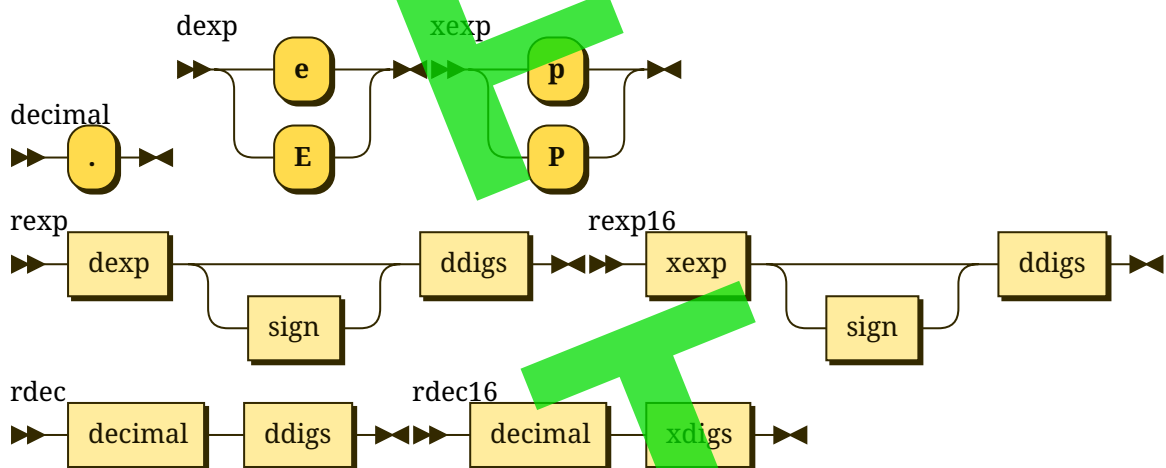 dexp xexp
e p
decimal
. E P
rexp rexp16
dexp ddigs xexp ddigs
sign sign
rdec rdec16
decimal ddigs decimal xdigs